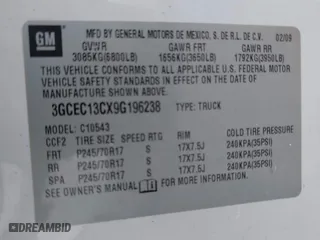 GM
MFD BY GENERAL MOTORS DE MEXICO, S. DE R.L. DE C.V. 02/09
GVWR GAWR FRT GAWR RR
3085KG(6800LB) 1656KG(3650LB) 1792KG(3950LB)
THIS VEHICLE CONFORMS TO ALL APPLICABLE U.S. FEDERAL MOTOR
VEHICLE SAFETY STANDARDS IN EFFECT ON THE DATE OF
MANUFACTURE SHOWN ABOVE.
3GCEC13CX9G196238 TYPE: TRUCK
C10543
CCF2 TIRE SIZE SPEED RTG RIM COLD TIRE PRESSURE
FRT P245/70R17 S 17X7.5J 240KPA(35PSI)
RR P245/70R17 S 17X7.5J 240KPA(35PSI)
SPA P245/70R17 S 17X7.5J 240KPA(35PSI)
SEE OWNER'S MANUAL FOR ADDITIONAL INFORMATION.